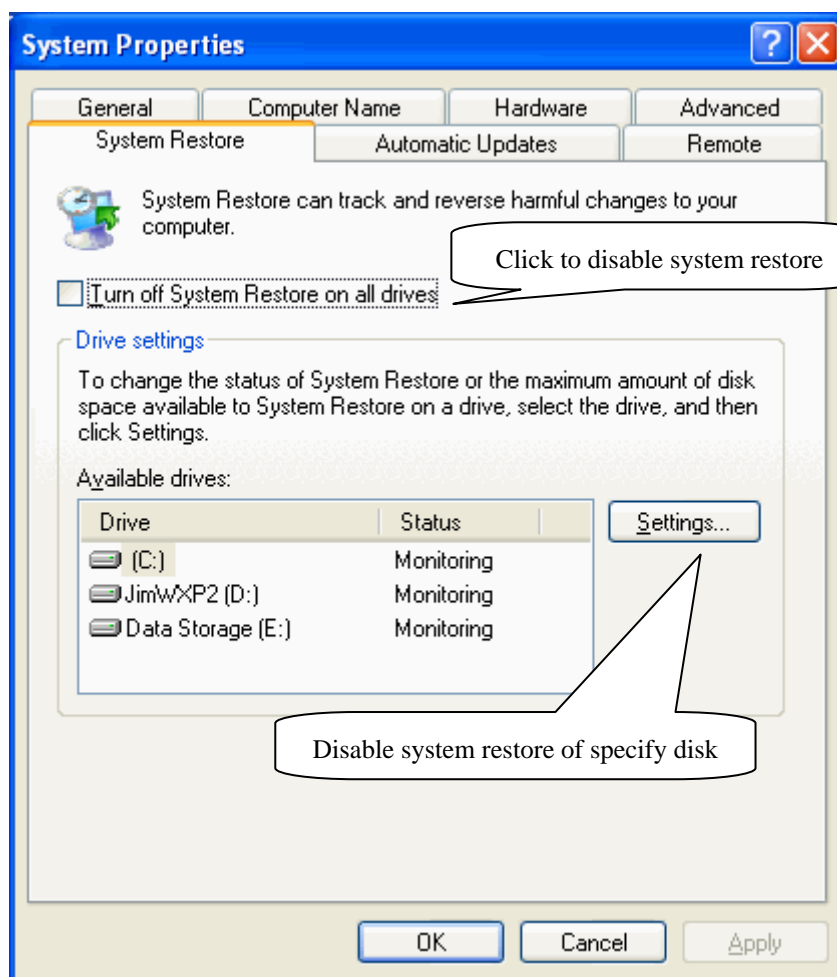 System Properties
General Computer Name Hardware Advanced
System Restore Automatic Updates Remote
System Restore can track and reverse harmful changes to your
computer.
Click to disable system restore
Turn off System Restore on all drives
Drive settings
To change the status of System Restore or the maximum amount of disk
space available to System Restore on a drive, select the drive, and then
click Settings.
Available drives:
Drive Status
Settings...
(C:) Monitoring
JimWXP2 (D:) Monitoring
Data Storage (E:) Monitoring
Disable system restore of specify disk
OK Cancel Apply